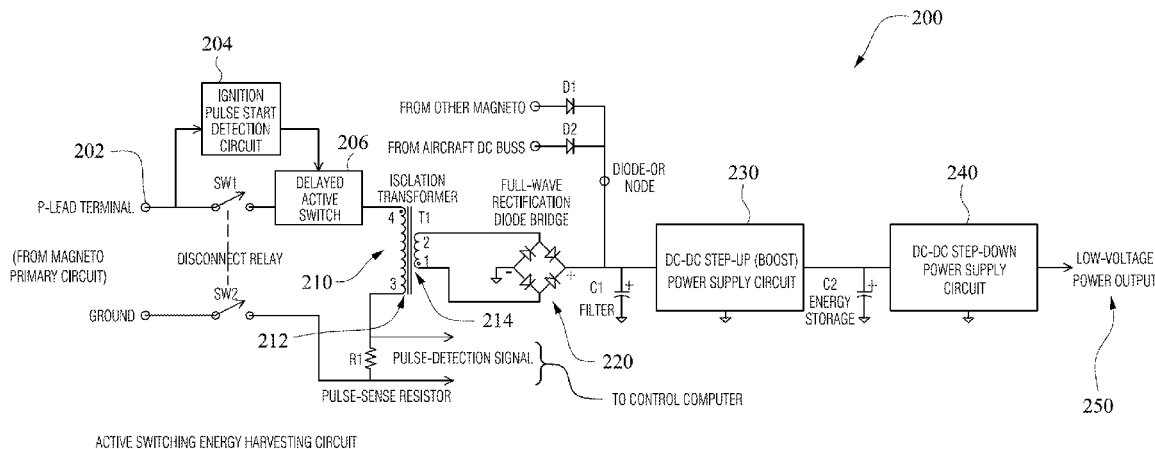 200
204
IGNITION
PULSE START
DETECTION
CIRCUIT
D1
FROM OTHER MAGNETO
D2
FROM AIRCRAFT DC BUSS
202
206
SW1
DELAYED
ACTIVE
SWITCH
ISOLATION
TRANSFORMER
T1
FULL-WAVE
RECTIFICATION
DIODE BRIDGE
DIODE-OR
NODE
230
240
P-LEAD TERMINAL
4
2
1
3
(FROM MAGNETO
PRIMARY CIRCUIT)
DISCONNECT RELAY
210
- +
DC-DC STEP-UP (BOOST)
POWER SUPPLY CIRCUIT
DC-DC STEP-DOWN
POWER SUPPLY
CIRCUIT
LOW-VOLTAGE
POWER OUTPUT
C1 +
FILTER
C2 +
ENERGY
STORAGE
SW2
GROUND
212
214
220
250
R1
PULSE-DETECTION SIGNAL
PULSE-SENSE RESISTOR
TO CONTROL COMPUTER
ACTIVE SWITCHING ENERGY HARVESTING CIRCUIT